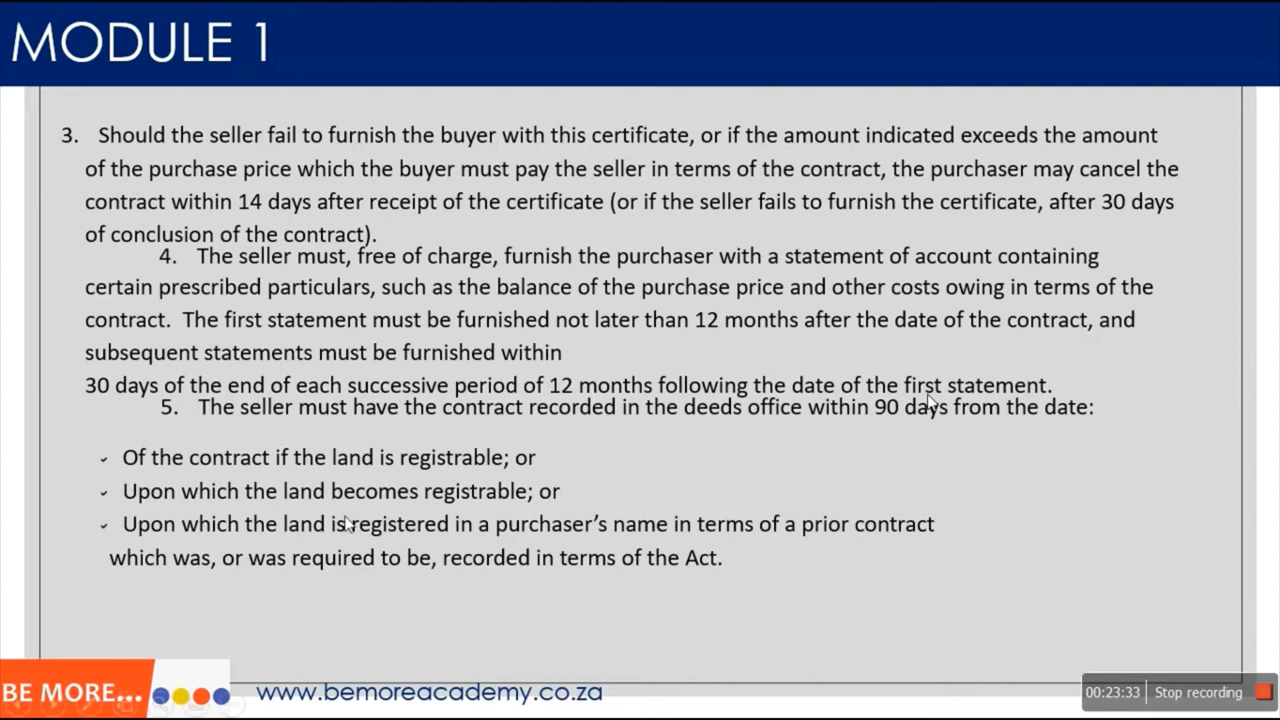 MODULE 1
3. Should the seller fail to furnish the buyer with this certificate, or if the amount indicated exceeds the amount
of the purchase price which the buyer must pay the seller in terms of the contract, the purchaser may cancel the
contract within 14 days after receipt of the certificate (or if the seller fails to furnish the certificate, after 30 days
of conclusion of the contract).
4. The seller must, free of charge, furnish the purchaser with a statement of account containing
certain prescribed particulars, such as the balance of the purchase price and other costs owing in terms of the
contract. The first statement must be furnished not later than 12 months after the date of the contract, and
subsequent statements must be furnished within
30 days of the end of each successive period of 12 months following the date of the first statement.
5. The seller must have the contract recorded in the deeds office within 90 days from the date:
Of the contract if the land is registrable; or
Upon which the land becomes registrable; or
Upon which the land is registered in a purchaser’s name in terms of a prior contract
which was, or was required to be, recorded in terms of the Act.
BE MORE...
www.bemoreacademy.co.za
00:23:33 Stop recording